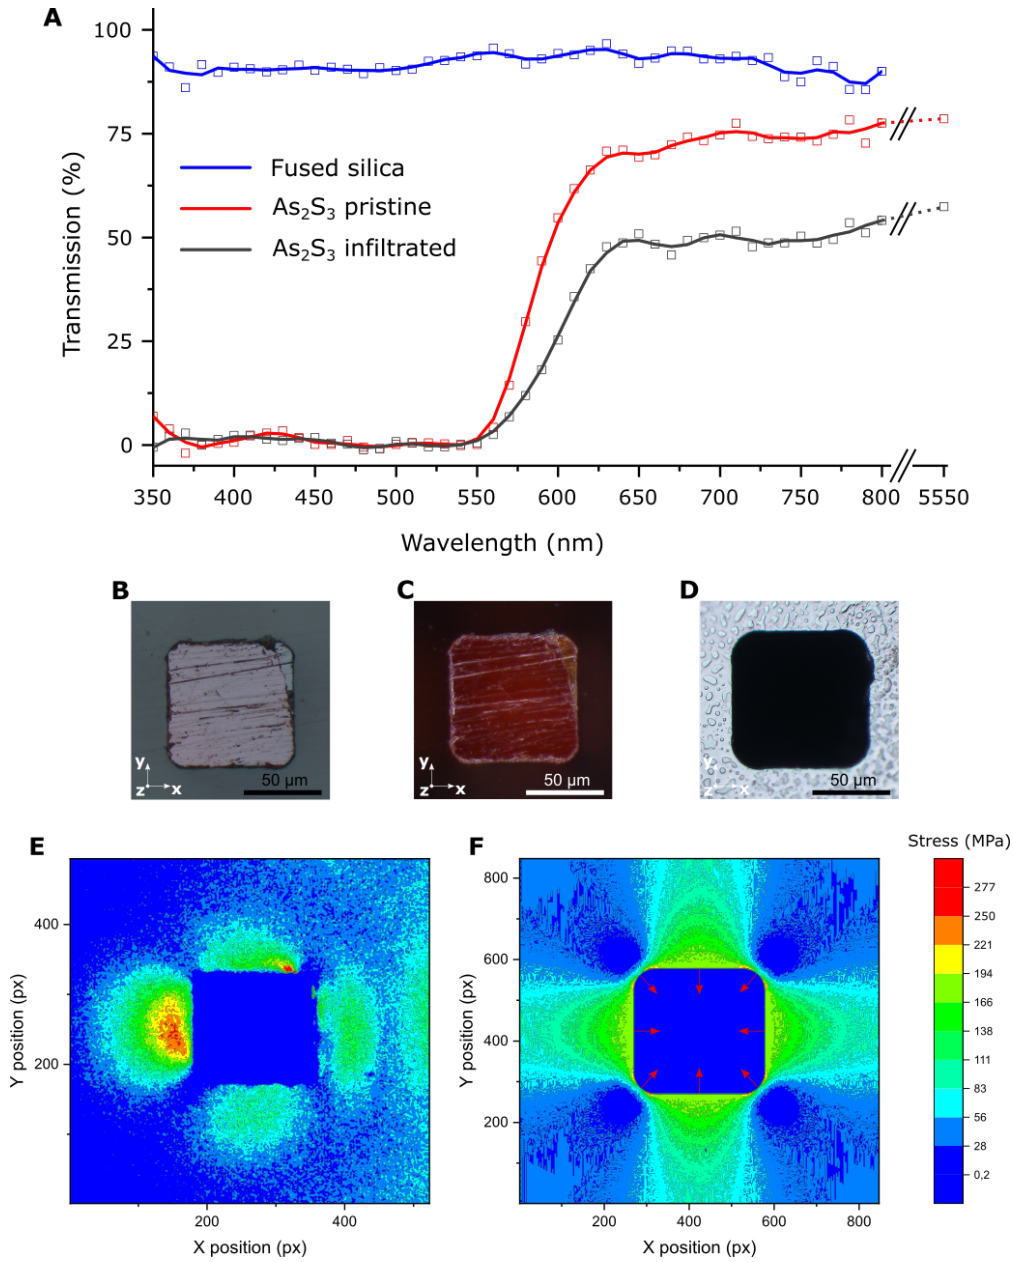 A
100
75
50
25
0
Transmission (%)
Fused silica
As₂S₃ pristine
As₂S₃ infiltrated
350 400 450 500 550 600 650 700 750 800 5550
Wavelength (nm)
B C D
y z x 50 µm
y z x 50 µm
y z x 50 µm
E
400
200
Y position (px)
200 400
X position (px)
F
800
600
400
200
Y position (px)
200 400 600 800
X position (px)
Stress (MPa)
277
250
221
194
166
138
111
83
56
28
0,2